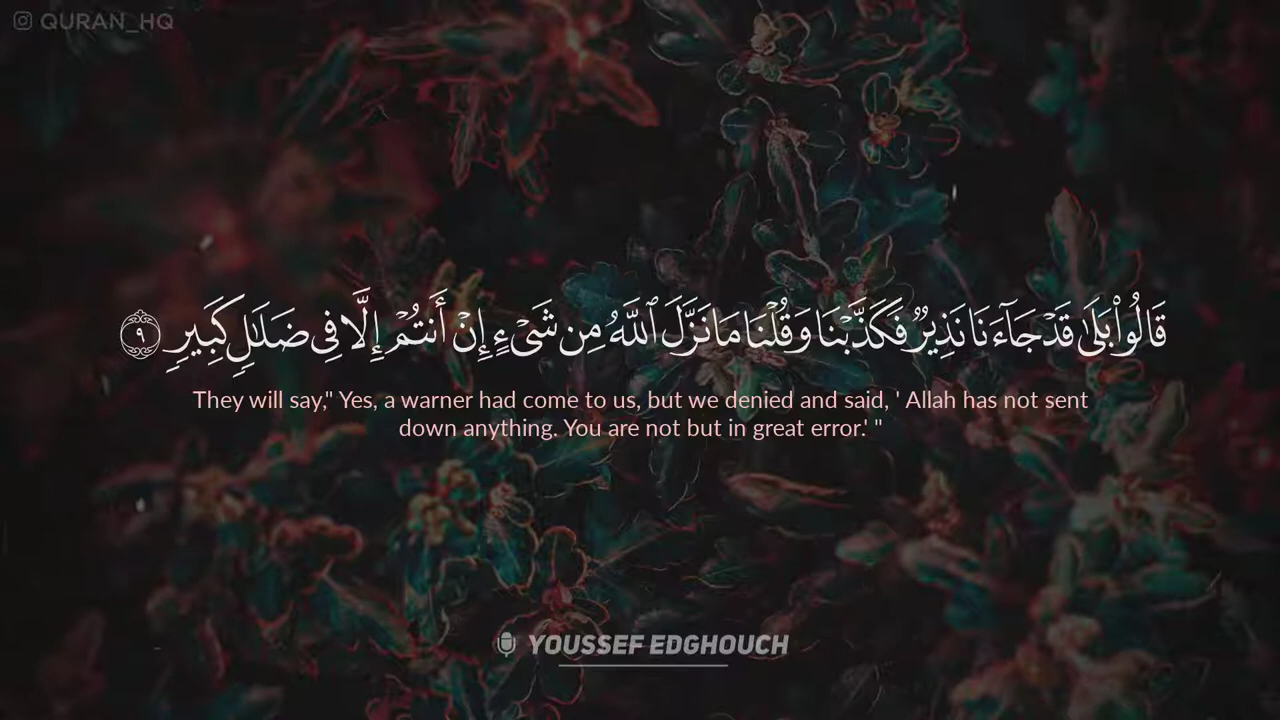 QURAN_HQ
قَالُوا۟ بَلَىٰ قَدْ جَآءَنَا نَذِيرٌ فَكَذَّبْنَا وَقُلْنَا مَا نَزَّلَ ٱللَّهُ مِن شَىْءٍ إِنْ أَنتُمْ إِلَّا فِى ضَلَـٰلٍ كَبِيرٍ ٩
They will say," Yes, a warner had come to us, but we denied and said, ' Allah has not sent
down anything. You are not but in great error.' "
YOUSSEF EDGHOUCH